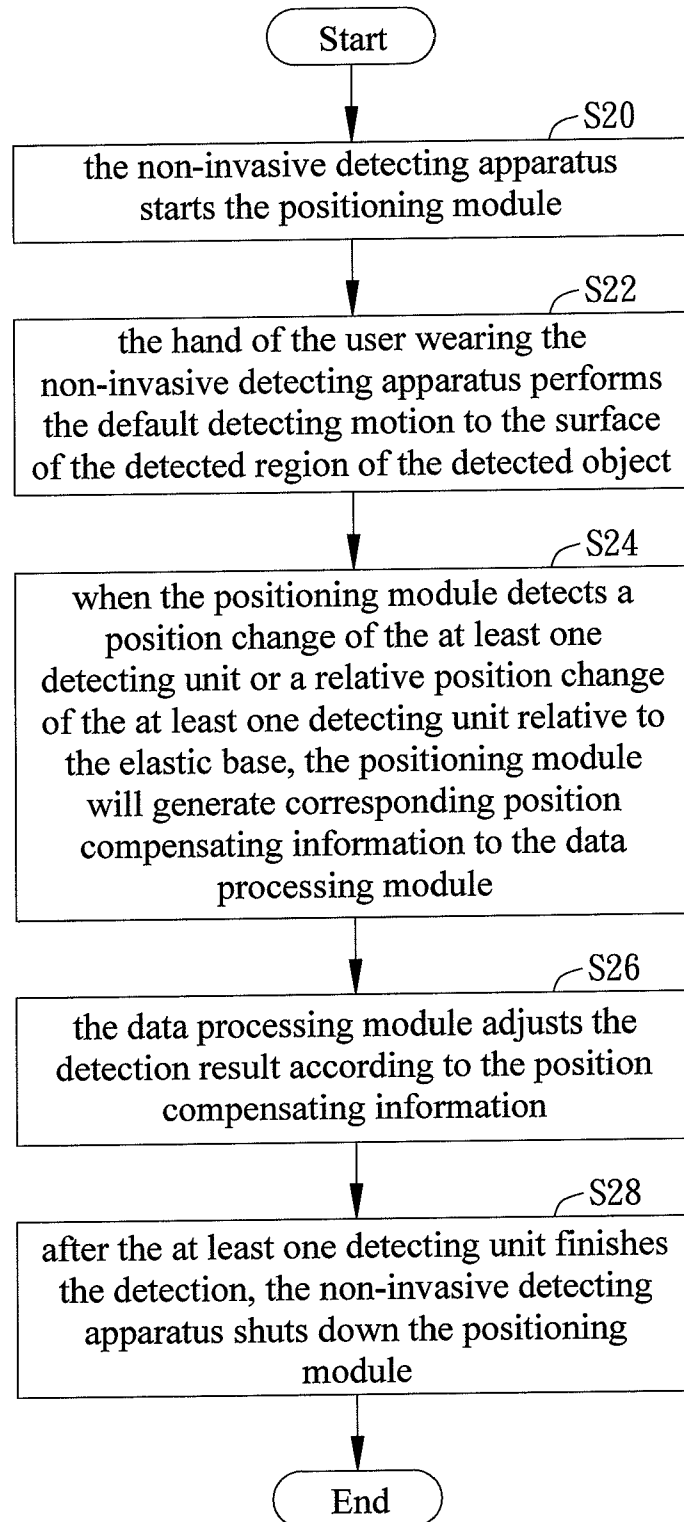 Start
S20
the non-invasive detecting apparatus
starts the positioning module
S22
the hand of the user wearing the
non-invasive detecting apparatus performs
the default detecting motion to the surface
of the detected region of the detected object
S24
when the positioning module detects a
position change of the at least one
detecting unit or a relative position change
of the at least one detecting unit relative to
the elastic base, the positioning module
will generate corresponding position
compensating information to the data
processing module
S26
the data processing module adjusts the
detection result according to the position
compensating information
S28
after the at least one detecting unit finishes
the detection, the non-invasive detecting
apparatus shuts down the positioning
module
End